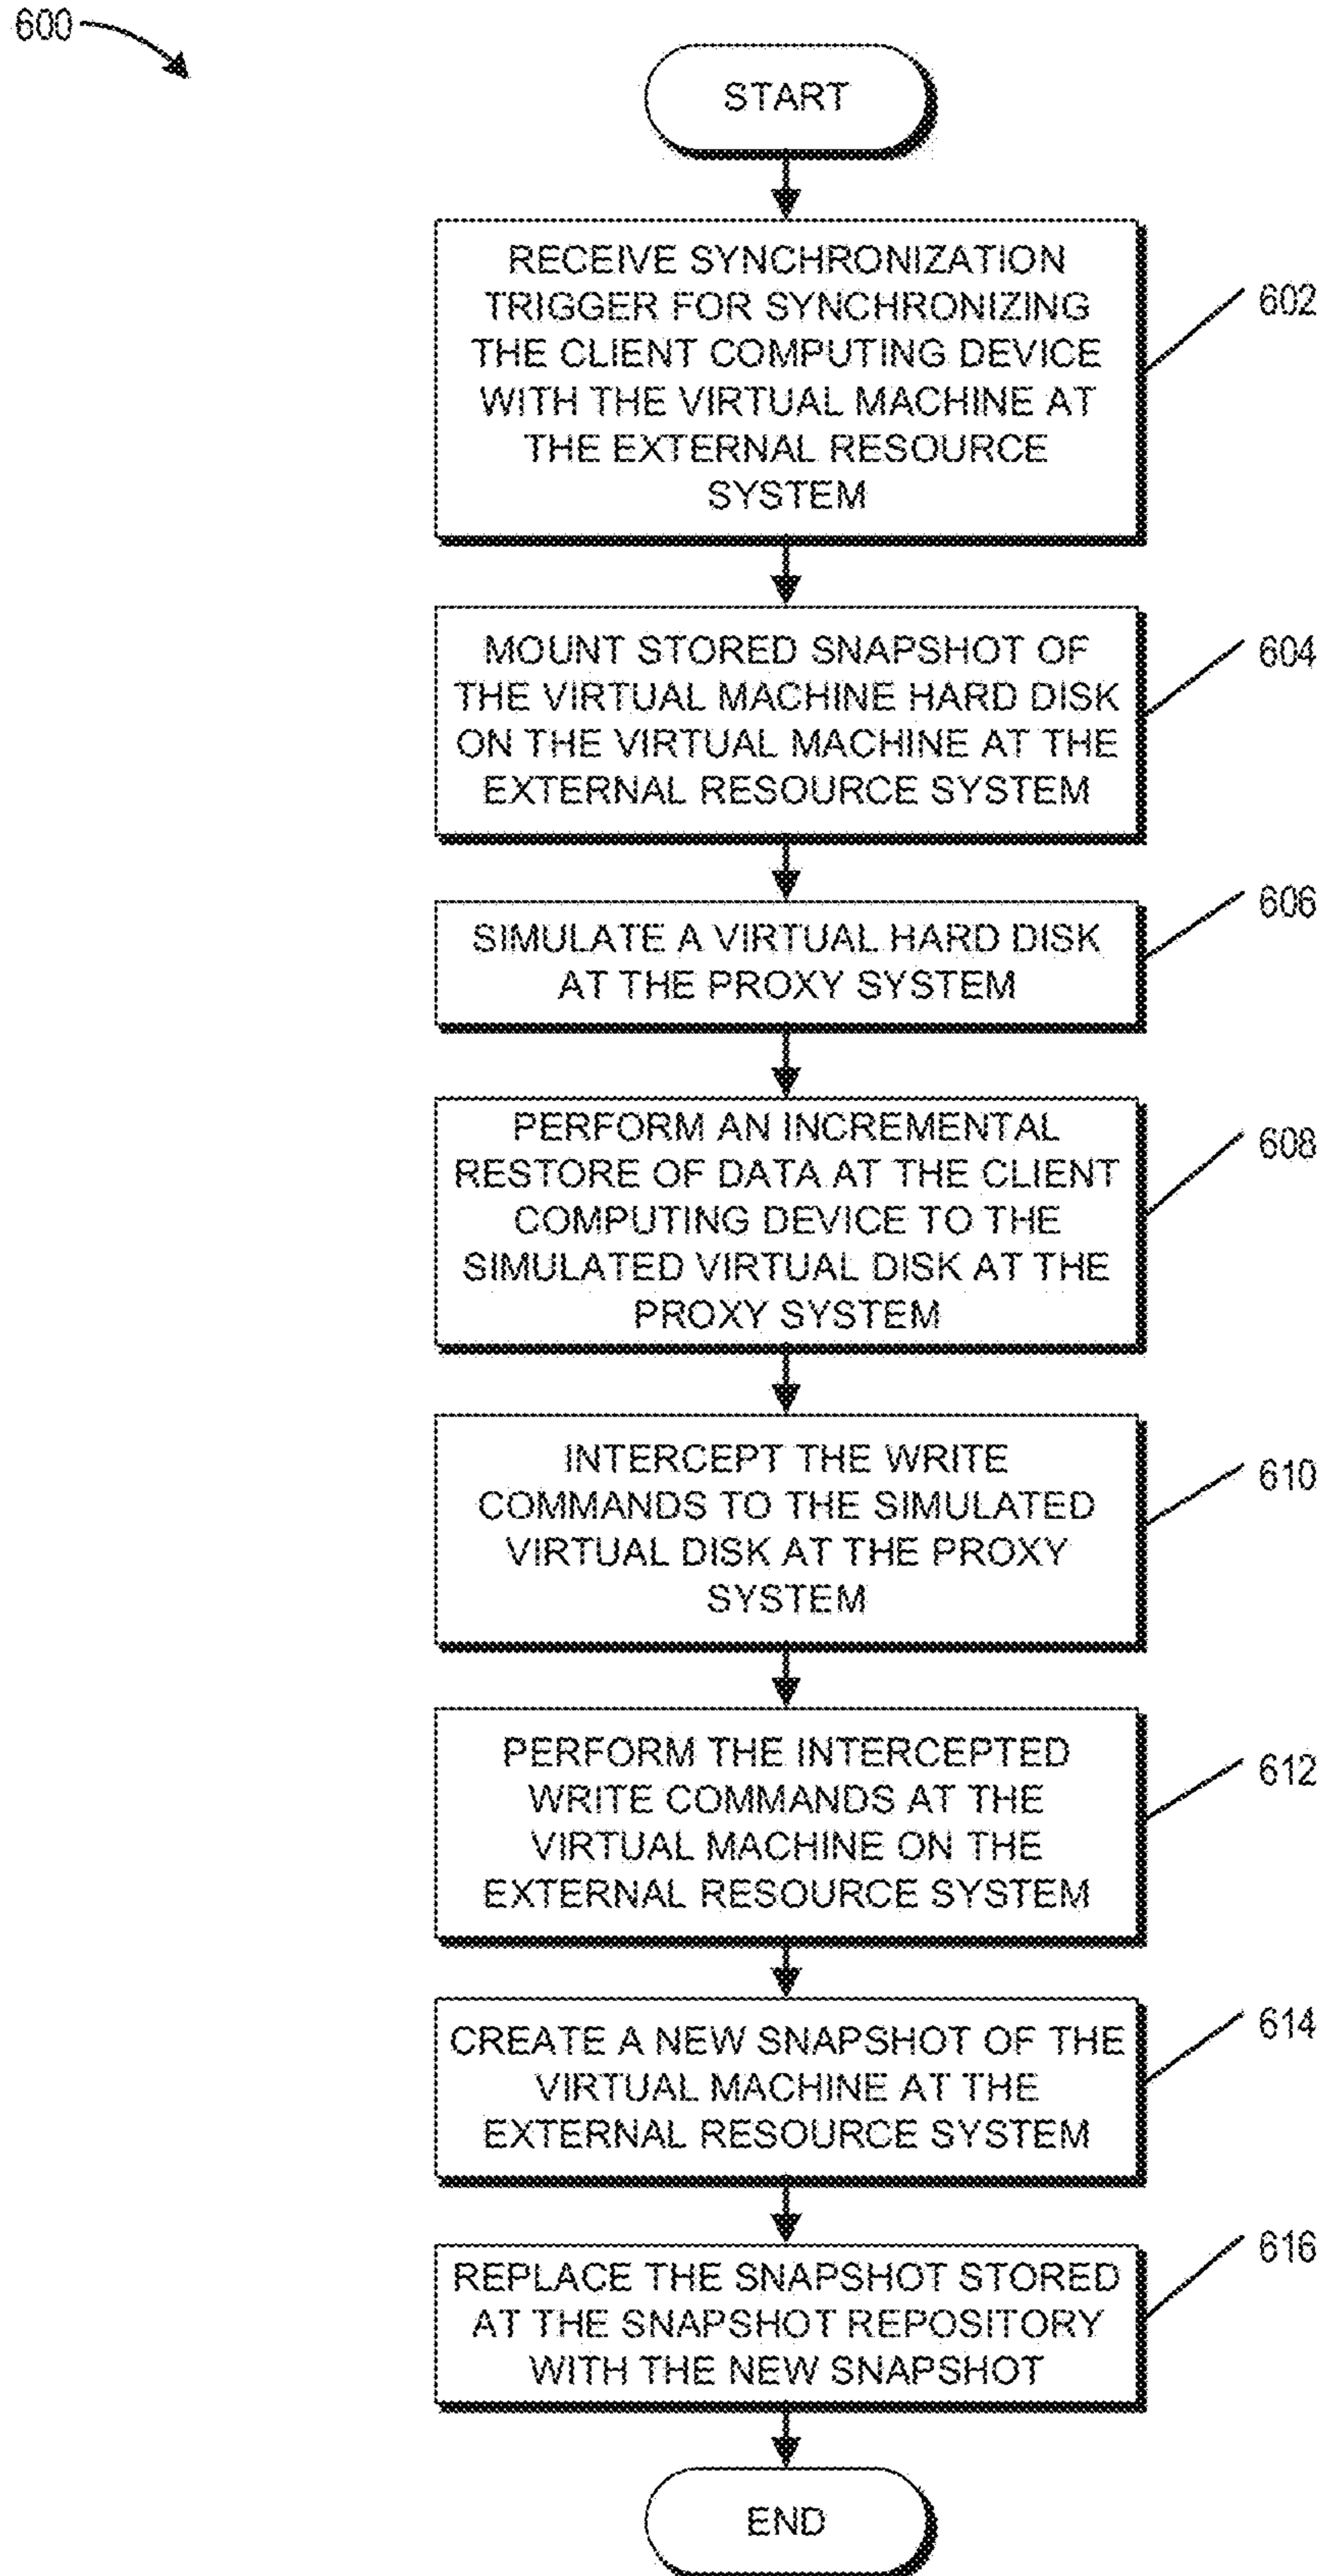 600
START
RECEIVE SYNCHRONIZATION
TRIGGER FOR SYNCHRONIZING
THE CLIENT COMPUTING DEVICE
WITH THE VIRTUAL MACHINE AT
THE EXTERNAL RESOURCE
SYSTEM
602
MOUNT STORED SNAPSHOT OF
THE VIRTUAL MACHINE HARD DISK
ON THE VIRTUAL MACHINE AT THE
EXTERNAL RESOURCE SYSTEM
604
SIMULATE A VIRTUAL HARD DISK
AT THE PROXY SYSTEM
606
PERFORM AN INCREMENTAL
RESTORE OF DATA AT THE CLIENT
COMPUTING DEVICE TO THE
SIMULATED VIRTUAL DISK AT THE
PROXY SYSTEM
608
INTERCEPT THE WRITE
COMMANDS TO THE SIMULATED
VIRTUAL DISK AT THE PROXY
SYSTEM
610
PERFORM THE INTERCEPTED
WRITE COMMANDS AT THE
VIRTUAL MACHINE ON THE
EXTERNAL RESOURCE SYSTEM
612
CREATE A NEW SNAPSHOT OF THE
VIRTUAL MACHINE AT THE
EXTERNAL RESOURCE SYSTEM
614
REPLACE THE SNAPSHOT STORED
AT THE SNAPSHOT REPOSITORY
WITH THE NEW SNAPSHOT
616
END